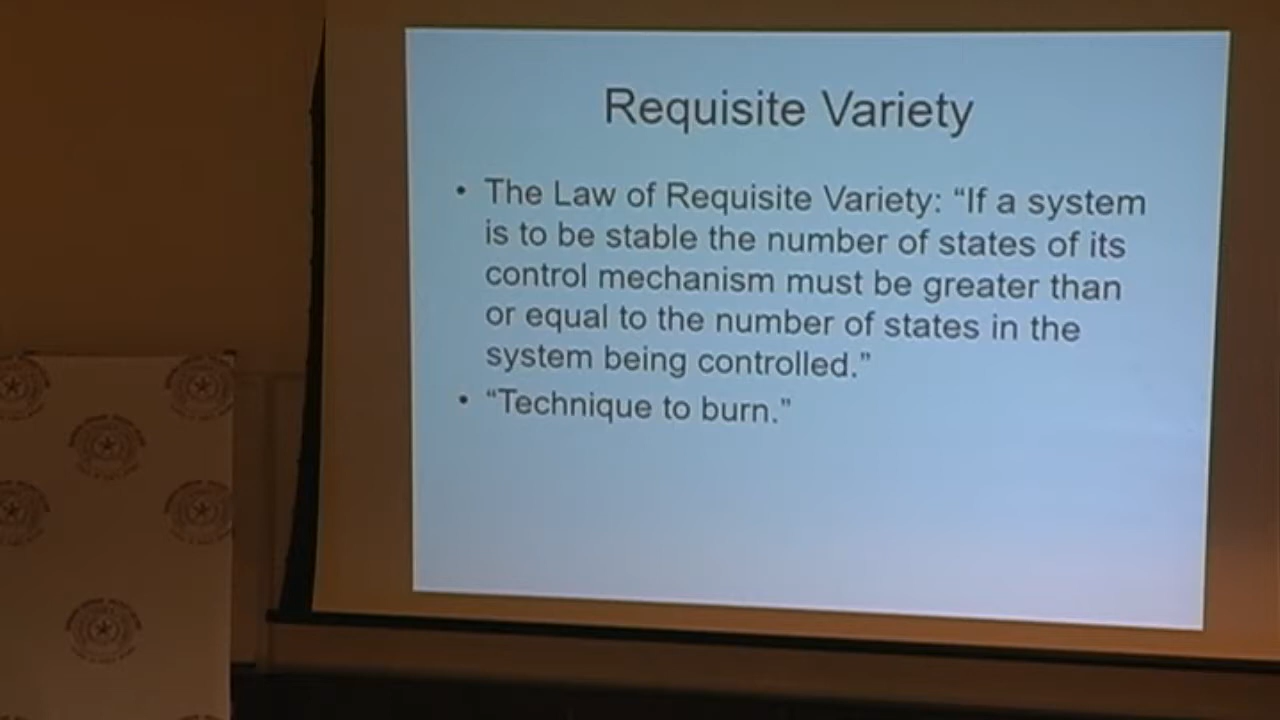 Requisite Variety
• The Law of Requisite Variety: “If a system
is to be stable the number of states of its
control mechanism must be greater than
or equal to the number of states in the
system being controlled.”
• “Technique to burn.”